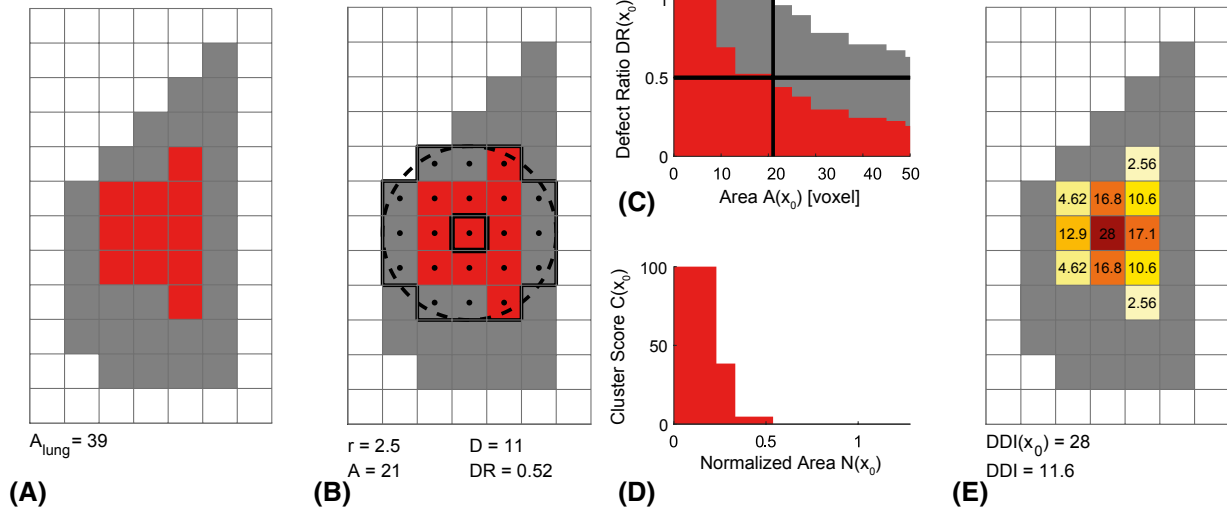 A_lung = 39
(A)
r = 2.5 D = 11
A = 21 DR = 0.52
(B)
Defect Ratio DR(x_0)
1
0.5
0
0 10 20 30 40 50
Area A(x_0) [voxel]
(C)
Cluster Score C(x_0)
100
50
0
0 0.5 1
Normalized Area N(x_0)
(D)
2.56
4.62 16.8 10.6
12.9 28 17.1
4.62 16.8 10.6
2.56
DDI(x_0) = 28
DDI = 11.6
(E)